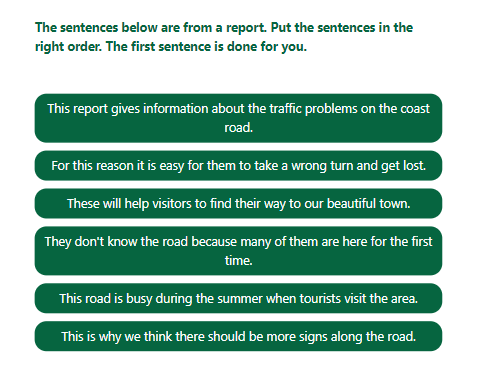 The sentences below are from a report. Put the sentences in the
right order. The first sentence is done for you.
This report gives information about the traffic problems on the coast
road.
For this reason it is easy for them to take a wrong turn and get lost.
These will help visitors to find their way to our beautiful town.
They don't know the road because many of them are here for the first
time.
This road is busy during the summer when tourists visit the area.
This is why we think there should be more signs along the road.